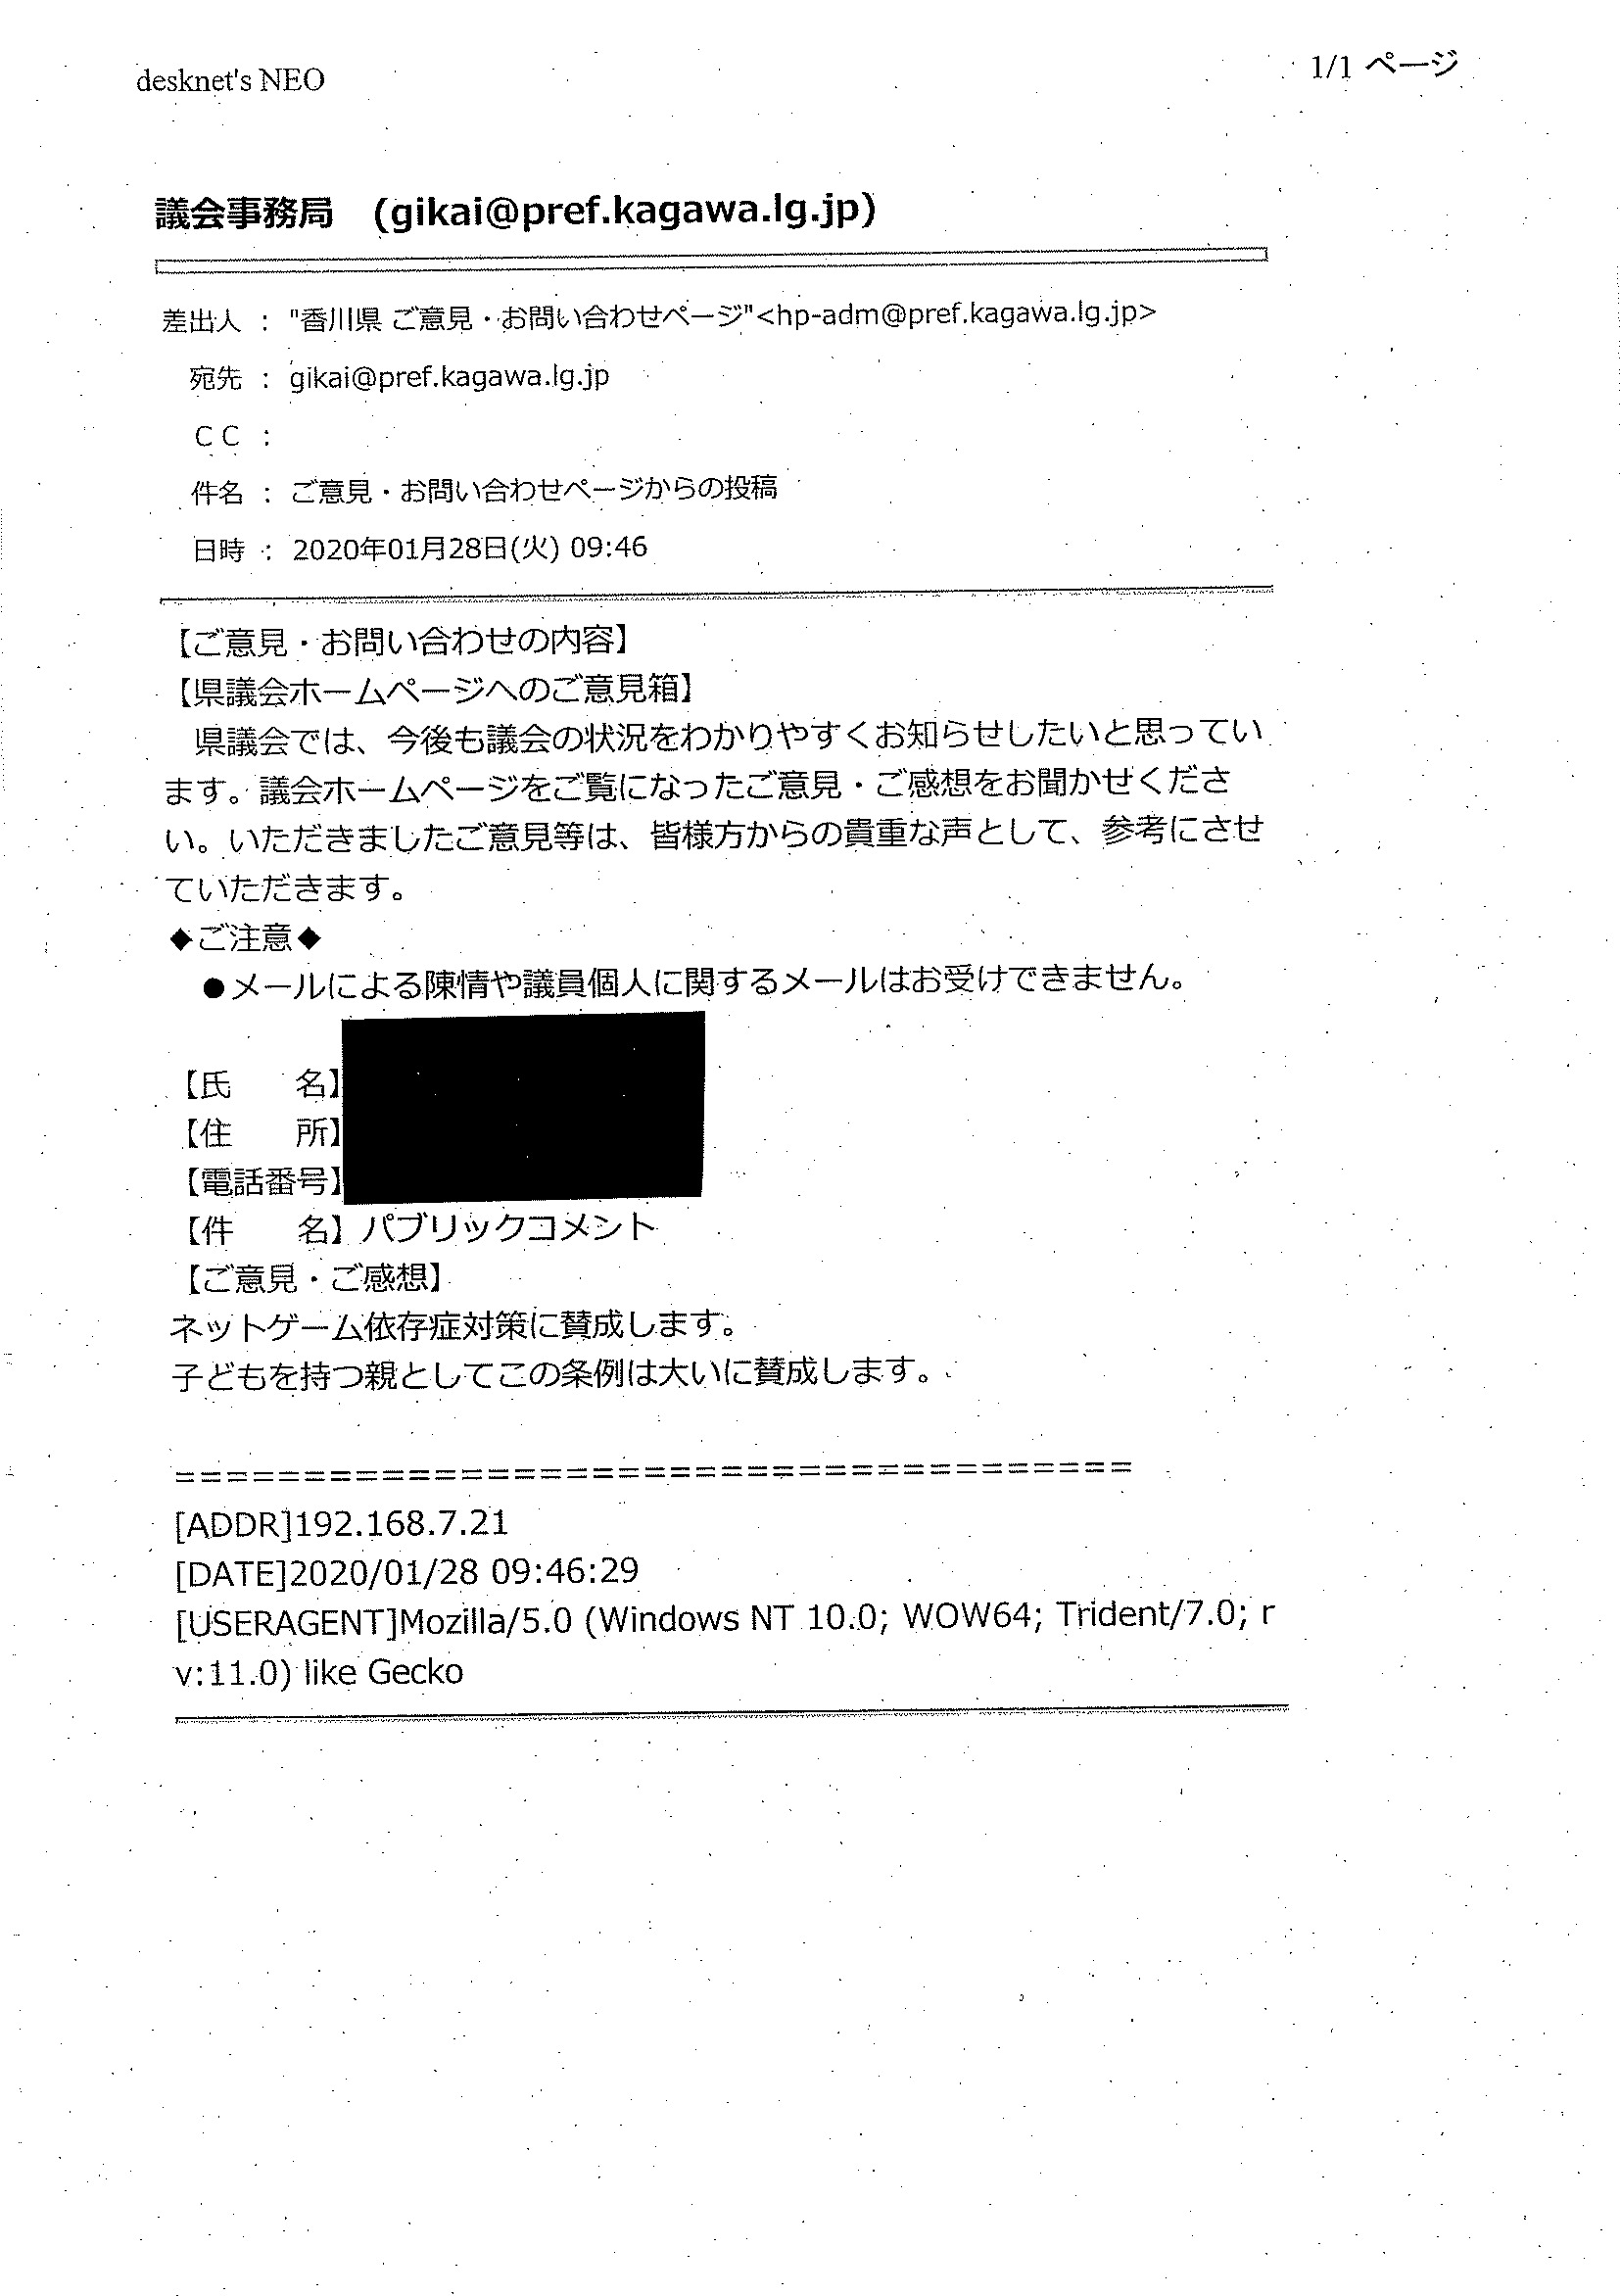 desknet's NEO
1/1 ページ
議会事務局　(gikai@pref.kagawa.lg.jp)
差出人 ： "香川県 ご意見・お問い合わせページ"<hp-adm@pref.kagawa.lg.jp>
宛先 ： gikai@pref.kagawa.lg.jp
ＣＣ ：
件名 ： ご意見・お問い合わせページからの投稿
日時 ： 2020年01月28日(火) 09:46
【ご意見・お問い合わせの内容】
【県議会ホームページへのご意見箱】
　県議会では、今後も議会の状況をわかりやすくお知らせしたいと思ってい
ます。議会ホームページをご覧になったご意見・ご感想をお聞かせくださ
い。いただきましたご意見等は、皆様方からの貴重な声として、参考にさせ
ていただきます。
◆ご注意◆
　●メールによる陳情や議員個人に関するメールはお受けできません。
【氏　　名】
【住　　所】
【電話番号】
【件　　名】パブリックコメント
【ご意見・ご感想】
ネットゲーム依存症対策に賛成します。
子どもを持つ親としてこの条例は大いに賛成します。
=====================================
[ADDR]192.168.7.21
[DATE]2020/01/28 09:46:29
[USERAGENT]Mozilla/5.0 (Windows NT 10.0; WOW64; Trident/7.0; r
v:11.0) like Gecko